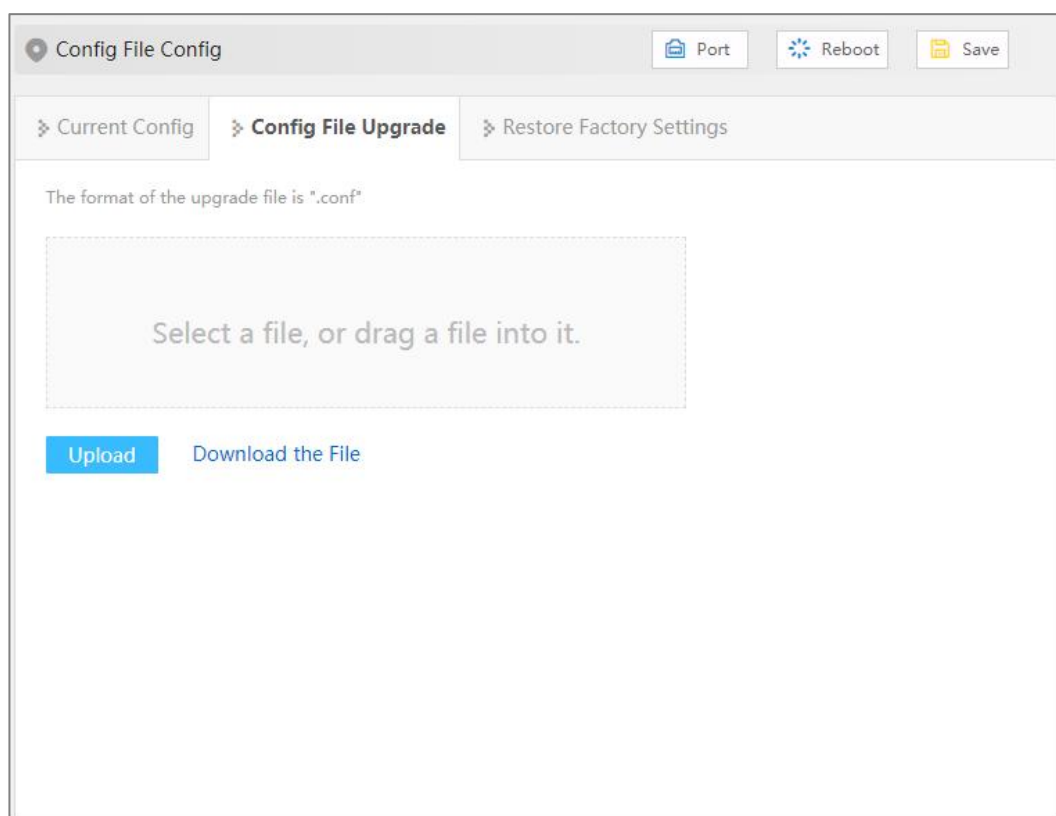 Config File Config Port Reboot Save
Current Config Config File Upgrade Restore Factory Settings
The format of the upgrade file is ".conf"
Select a file, or drag a file into it.
Upload Download the File